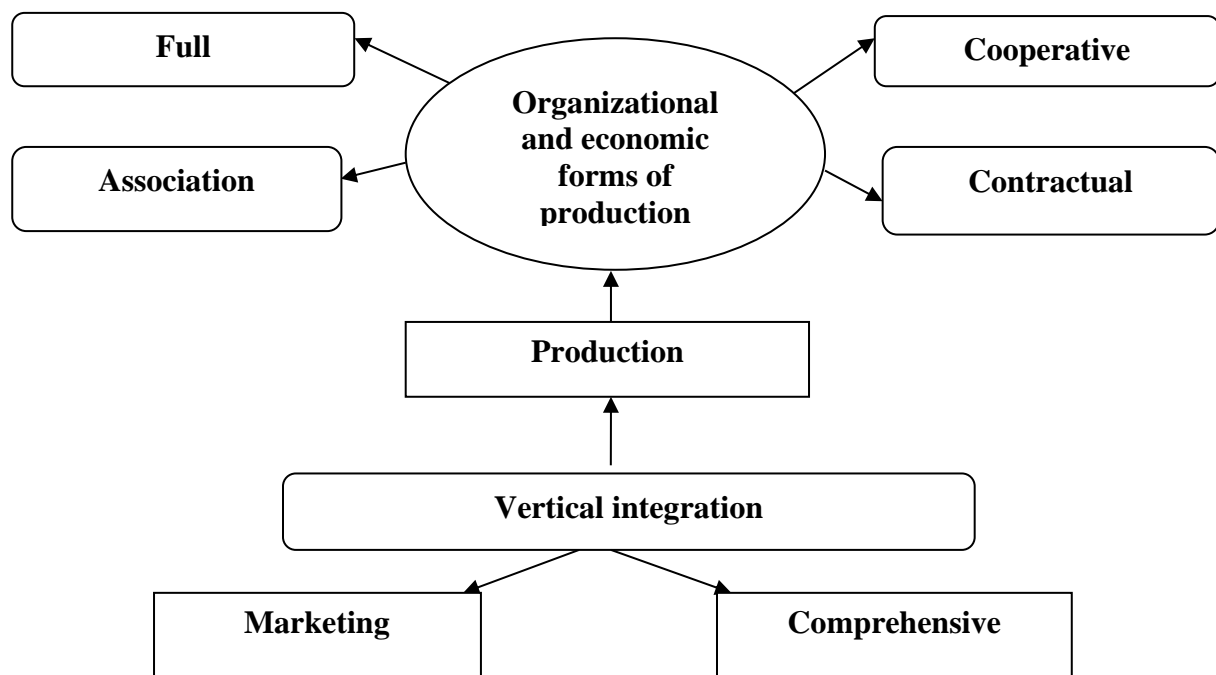 Full
Cooperative
Organizational
and economic
forms of
production
Association
Contractual
Production
Vertical integration
Marketing
Comprehensive